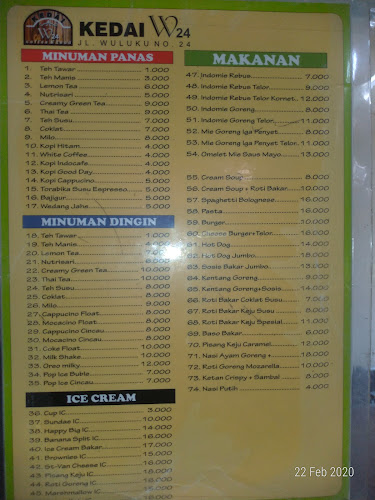 KEDAI W24
JL. WULUKU NO. 24
MINUMAN PANAS
1. Teh Tawar 1.000
2. Teh Manis 3.000
3. Lemon Tea 6.000
4. Nutrisari 5.000
5. Creamy Green Tea 9.000
6. Thai Tea 9.000
7. Teh Susu 7.000
8. Coklat 7.000
9. Milo
10. Kopi Hitam 4.000
11. White Coffee 4.000
12. Kopi Indocafe 4.000
13. Kopi Good Day 4.000
14. Kopi Cappucino 5.000
15. Torabika Susu Espresso 5.000
16. Bajigur 5.000
17. Wedang Jahe 5.000
MINUMAN DINGIN
18. Teh Tawar
19. Teh Manis 4.000
20. Lemon Tea 7.000
21. Nutrisari 6.000
22. Creamy Green Tea 10.000
23. Thai Tea 10.000
24. Teh Susu 8.000
25. Coklat 8.000
26. Milo 9.000
27. Cappucino Float 8.000
28. Mocacino Float 8.000
29. Cappucino Cincau 8.000
30. Mocacino Cincau 8.000
31. Coke Float 10.000
32. Milk Shake 10.000
33. Oreo milky 12.000
34. Pop Ice Buble 7.000
35. Pop Ice Cincau 7.000
ICE CREAM
36. Cup IC 3.000
37. Sundae IC 10.000
38. Happy Big IC 14.000
39. Banana Split IC 16.000
40. Ice Cream Bakar 17.000
41. Brownies IC 15.000
42. St-Van Cheese IC 16.000
43. Pisang Keju IC 16.000
44. Roti Goreng IC
Marshmallow
MAKANAN
47. Indomie Rebus 7.000
48. Indomie Rebus Telor 9.000
49. Indomie Rebus Telor Kornet 12.000
50. Indomie Goreng 8.000
51. Indomie Goreng Telor 11.000
52. Mie Goreng Iga Penyet 8.000
53. Mie Goreng Iga Penyet Telor 11.000
54. Omelet Mie Saus Mayo 13.000
55. Cream Soup 8.000
56. Cream Soup + Roti Bakar 10.000
57. Spaghetti Bolognese 16.000
58. Pasta 16.000
59. Burger 10.000
60. Cheese Burger+Telor 16.000
61. Hot Dog 14.000
62. Hot Dog Jumbo 18.000
63. Sosis Bakar Jumbo 13.000
64. Kentang Goreng 8.000
65. Kentang Goreng+Sosis 14.000
66. Roti Bakar Coklat Susu 7.000
67. Roti Bakar Keju Susu 8.000
68. Roti Bakar Keju Spesial 11.000
69. Baso Bakar 6.000
70. Pisang Keju Caramel 12.000
71. Nasi Ayam Goreng + 18.000
72. Roti Goreng Mosarella 10.000
73. Ketan Crispy + Sambal 8.000
74. Nasi Putih 4.000
22 Feb 2020